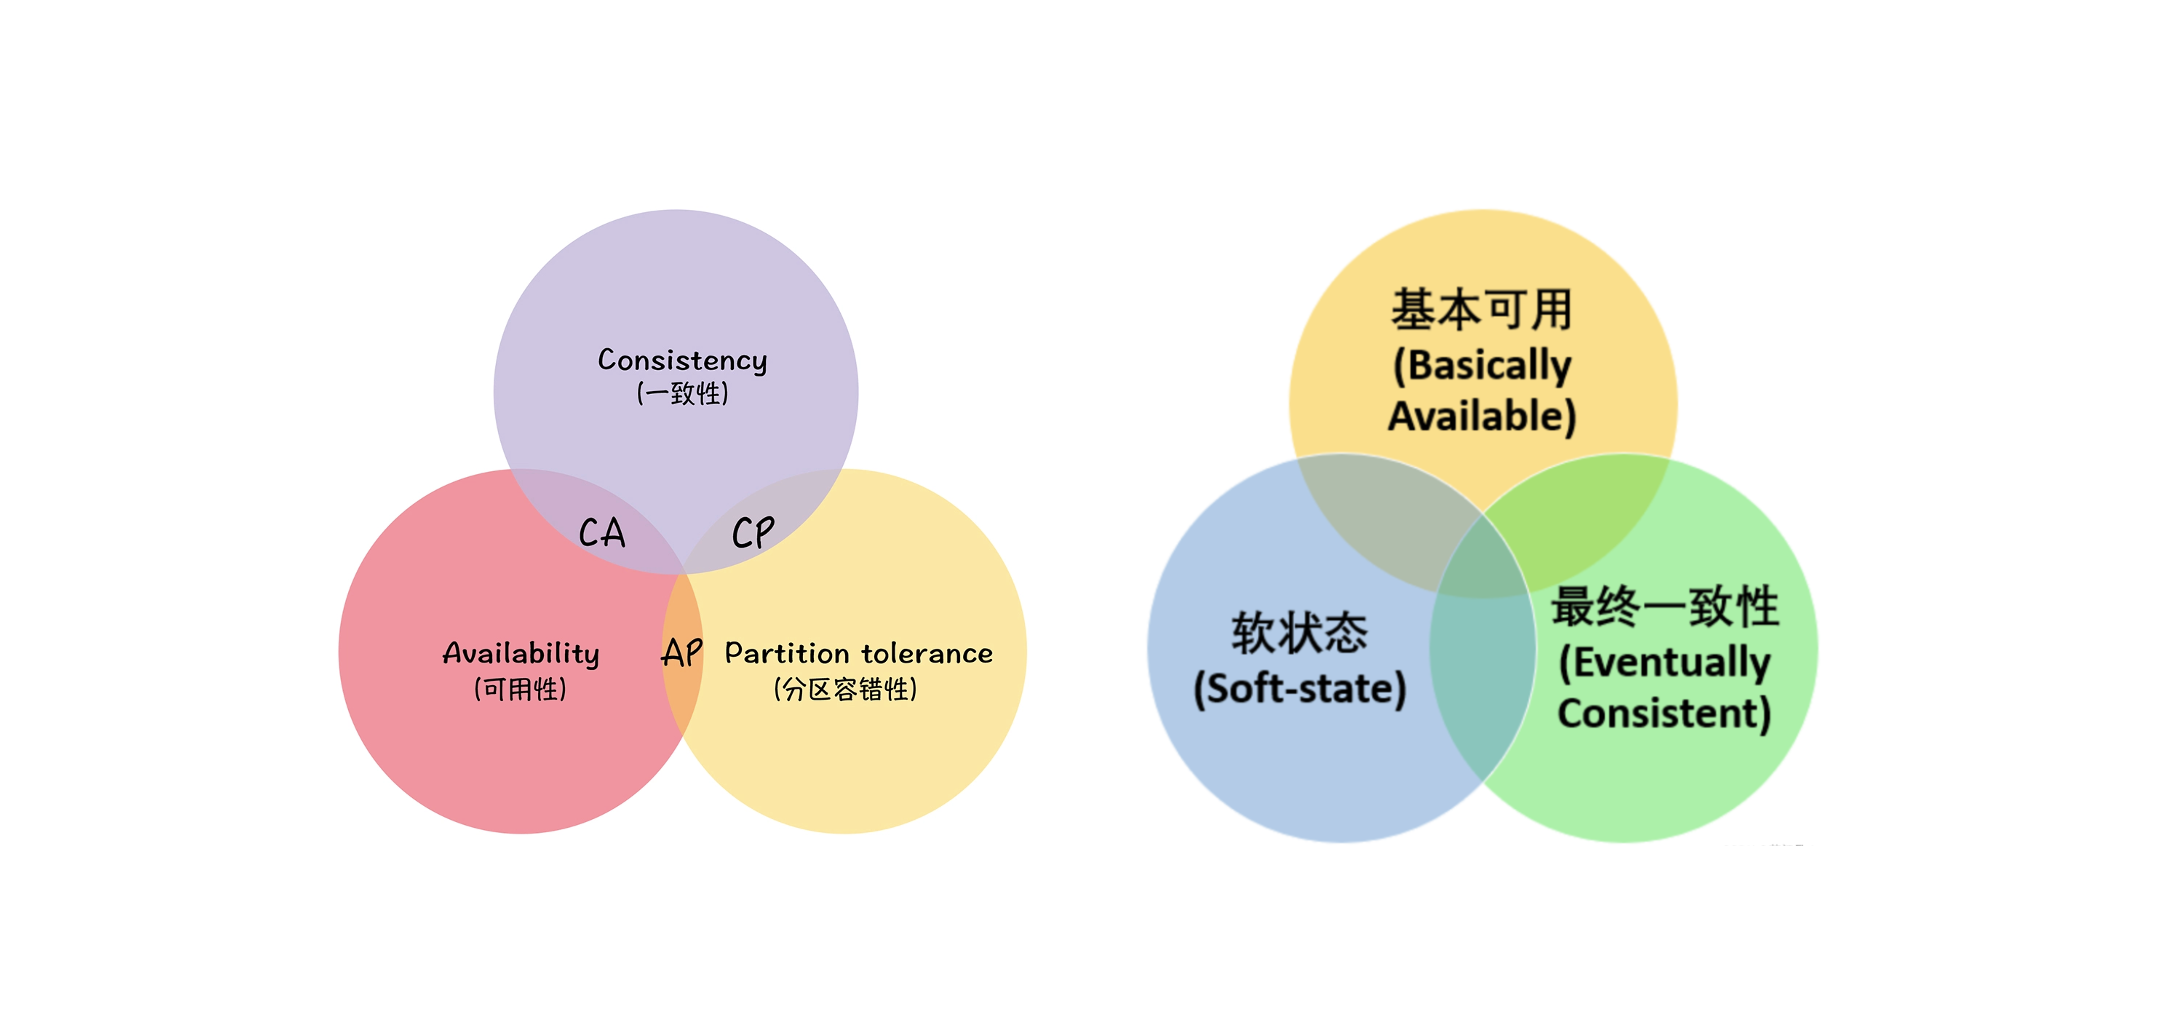 Consistency
(一致性)
CA
CP
Availability
(可用性)
AP
Partition tolerance
(分区容错性)
基本可用
(Basically
Available)
软状态
(Soft-state)
最终一致性
(Eventually
Consistent)